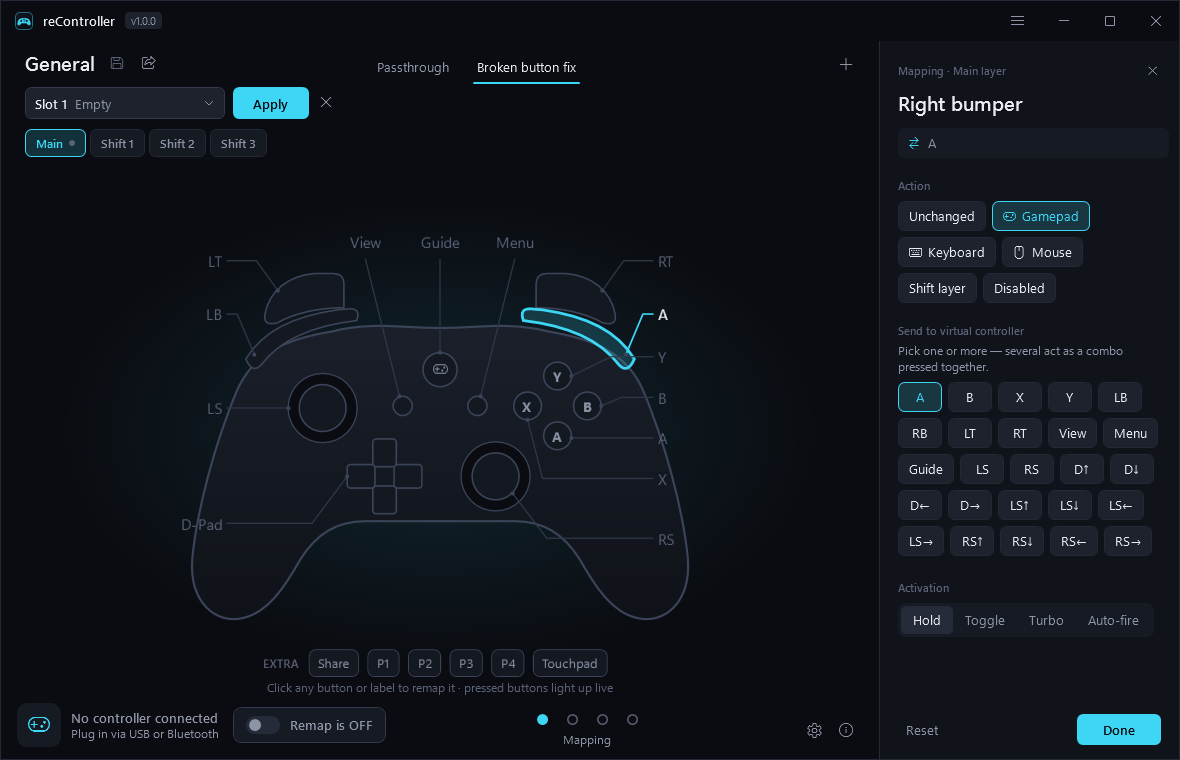 reController v1.0.0
General
Passthrough Broken button fix
Slot 1 Empty
Apply
Main Shift 1 Shift 2 Shift 3
View Guide Menu
LT RT
LB A
Y
Y
X B B
LS
A A
X
D-Pad
RS
EXTRA Share P1 P2 P3 P4 Touchpad
Click any button or label to remap it · pressed buttons light up live
No controller connected
Plug in via USB or Bluetooth
Remap is OFF
Mapping
Mapping · Main layer
Right bumper
A
Action
Unchanged Gamepad
Keyboard Mouse
Shift layer Disabled
Send to virtual controller
Pick one or more — several act as a combo
pressed together.
A B X Y LB
RB LT RT View Menu
Guide LS RS D↑ D↓
D← D→ LS↑ LS↓ LS←
LS→ RS↑ RS↓ RS← RS→
Activation
Hold Toggle Turbo Auto-fire
Reset Done